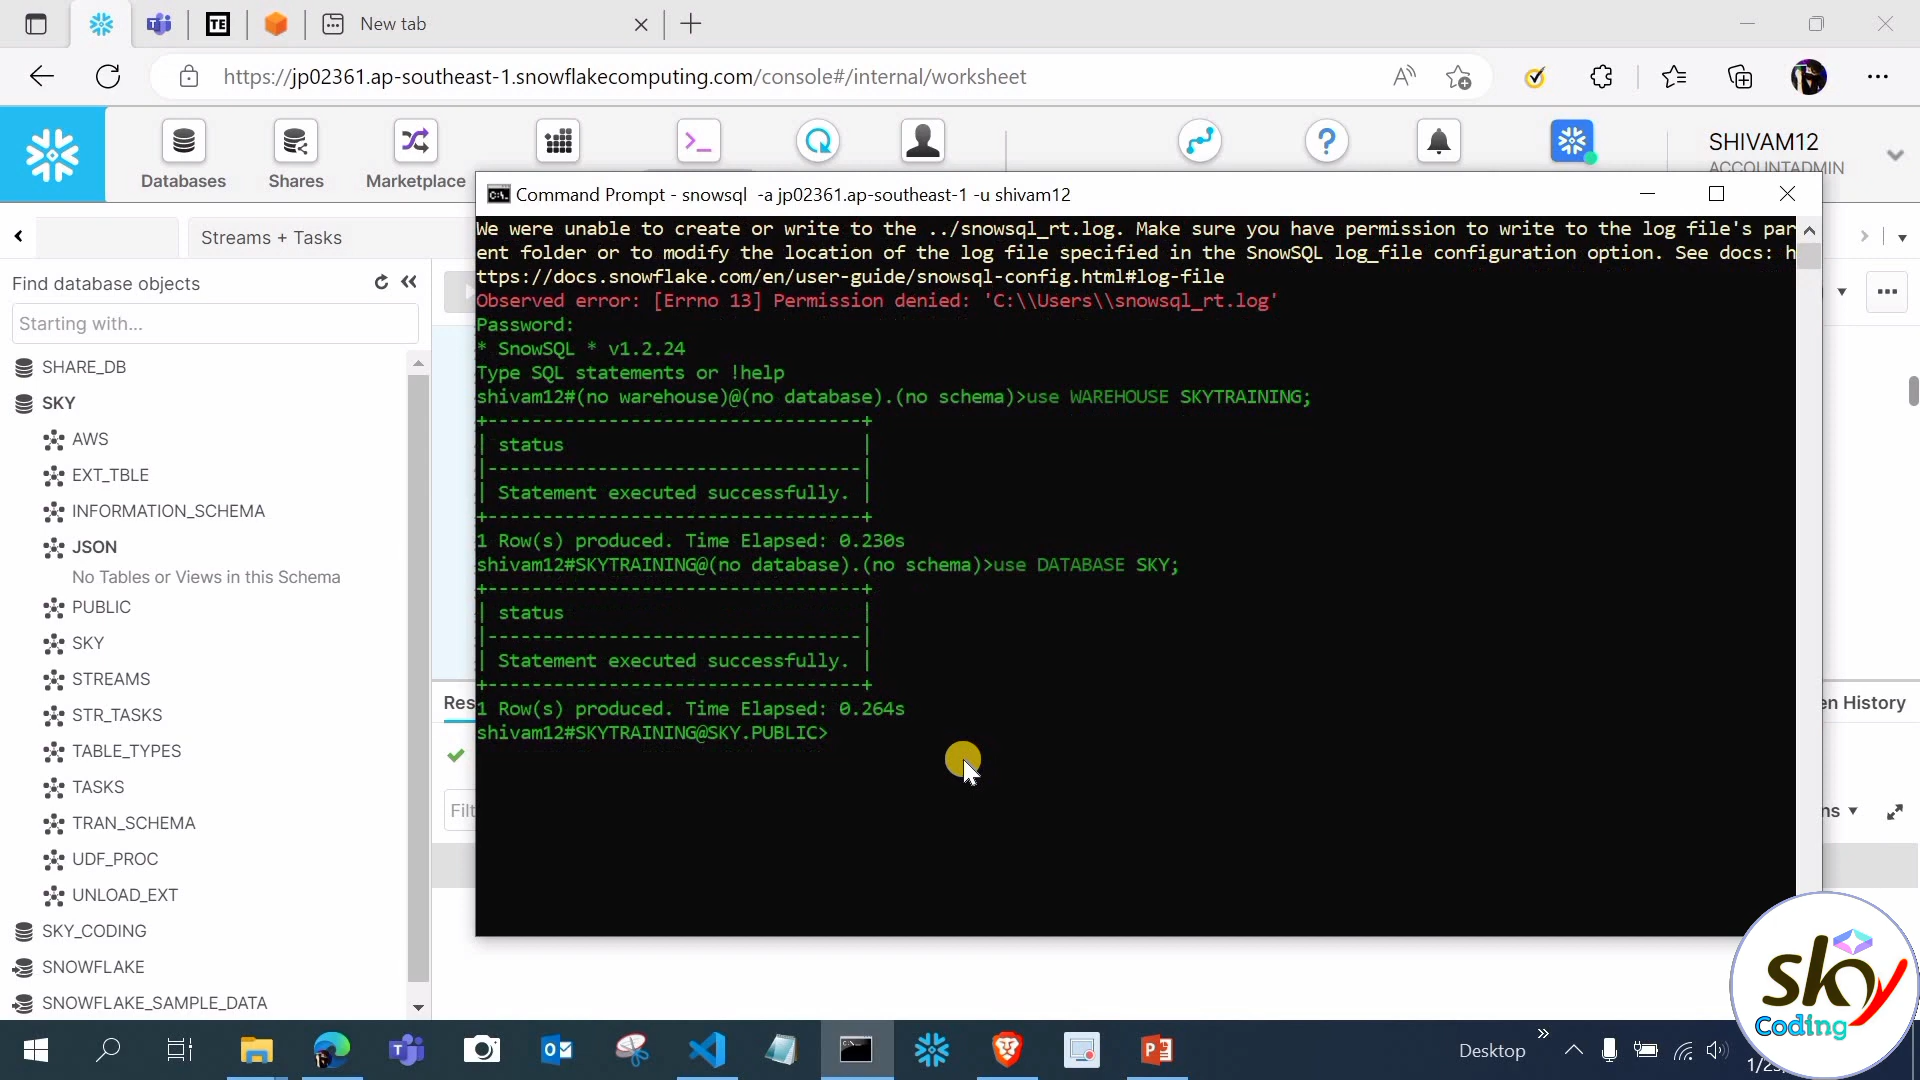 New tab
TE
https://jp02361.ap-southeast-1.snowflakecomputing.com/console#/internal/worksheet
Databases
Shares
Marketplace
SHIVAM12
ACCOUNTADMIN
Command Prompt - snowsql  -a jp02361.ap-southeast-1 -u shivam12
Streams + Tasks
Find database objects
Starting with...
SHARE_DB
SKY
AWS
EXT_TBLE
INFORMATION_SCHEMA
JSON
No Tables or Views in this Schema
PUBLIC
SKY
STREAMS
STR_TASKS
TABLE_TYPES
TASKS
TRAN_SCHEMA
UDF_PROC
UNLOAD_EXT
SKY_CODING
SNOWFLAKE
SNOWFLAKE_SAMPLE_DATA
We were unable to create or write to the ../snowsql_rt.log. Make sure you have permission to write to the log file's par
ent folder or to modify the location of the log file specified in the SnowSQL log_file configuration option. See docs: h
ttps://docs.snowflake.com/en/user-guide/snowsql-config.html#log-file
Observed error: [Errno 13] Permission denied: 'C:\\Users\\snowsql_rt.log'
Password:
* SnowSQL * v1.2.24
Type SQL statements or !help
shivam12#(no warehouse)@(no database).(no schema)>use WAREHOUSE SKYTRAINING;
+----------------------------------+
| status                           |
|----------------------------------|
| Statement executed successfully. |
+----------------------------------+
1 Row(s) produced. Time Elapsed: 0.230s
shivam12#SKYTRAINING@(no database).(no schema)>use DATABASE SKY;
+----------------------------------+
| status                           |
|----------------------------------|
| Statement executed successfully. |
+----------------------------------+
1 Row(s) produced. Time Elapsed: 0.264s
shivam12#SKYTRAINING@SKY.PUBLIC>
Res
en History
Filt
ns
sky
Coding
Desktop